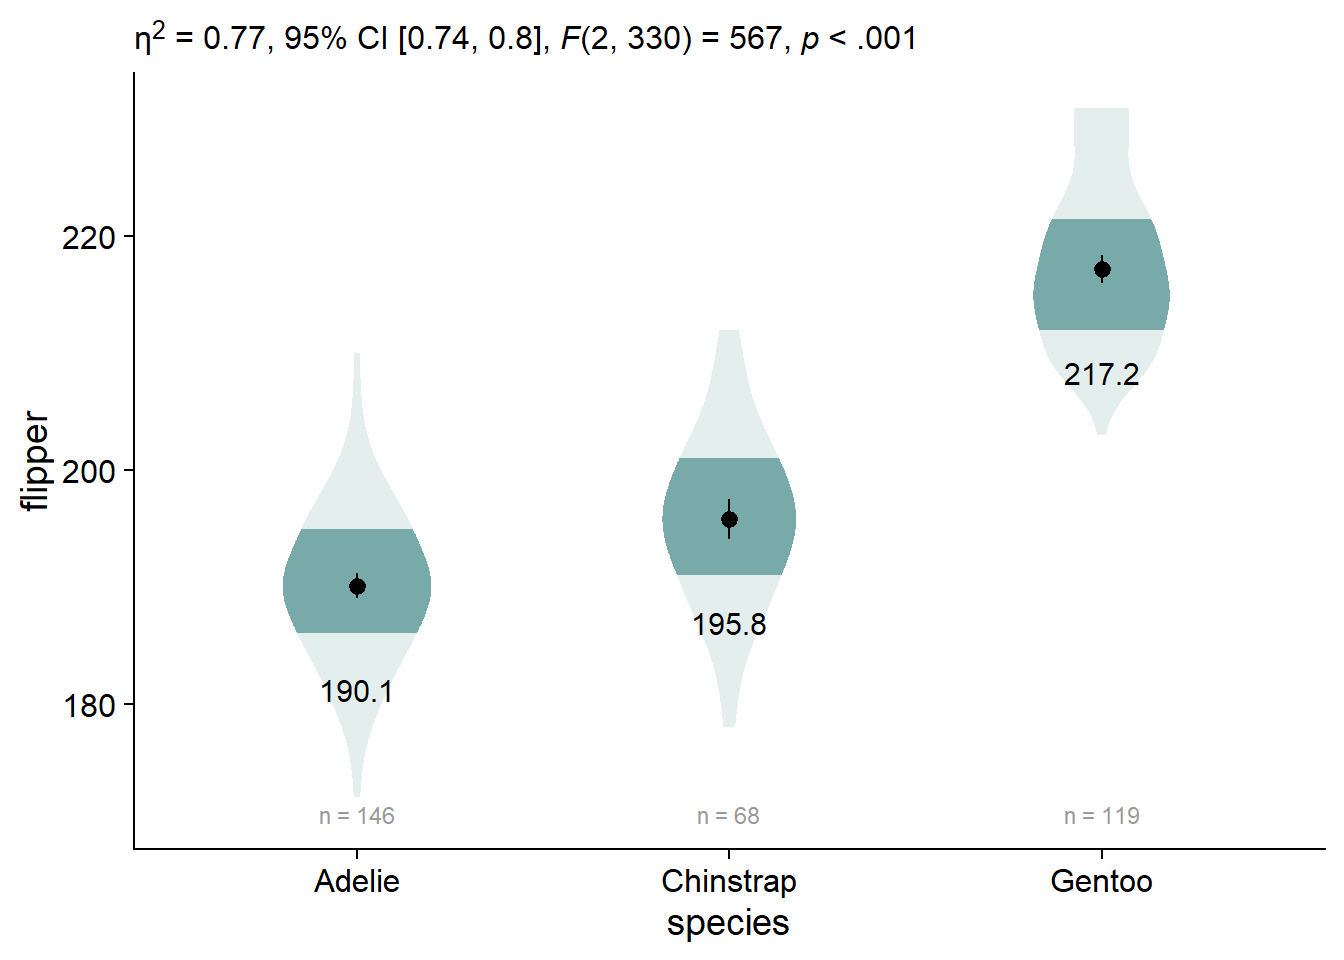 η² = 0.77, 95% CI [0.74, 0.8], F(2, 330) = 567, p < .001
flipper
220
200
180
217.2
195.8
190.1
n = 146 n = 68 n = 119
Adelie Chinstrap Gentoo
species